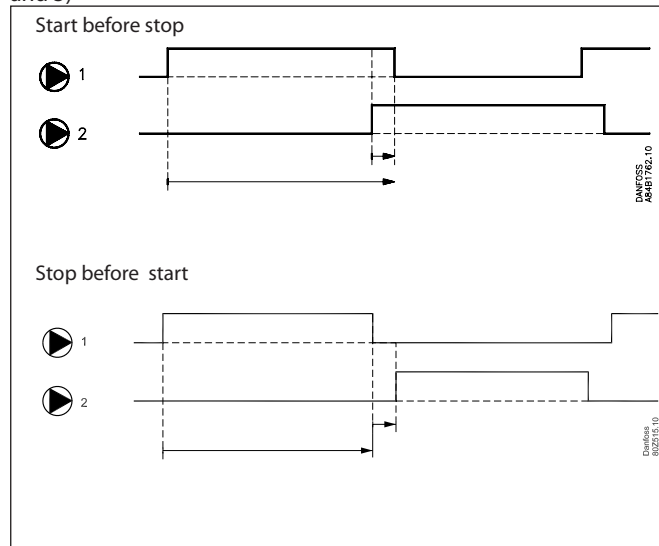 Start before stop
1
2
DANFOSS
A84B1762.10
Stop before start
1
2
Danfoss
80Z515.10